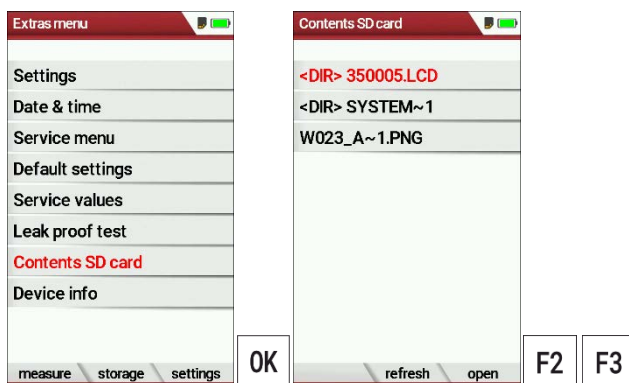 Extras menu
Settings
Date & time
Service menu
Default settings
Service values
Leak proof test
Contents SD card
Device info
measure storage settings
OK
Contents SD card
<DIR> 350005.LCD
<DIR> SYSTEM~1
W023_A~1.PNG
refresh open
F2 F3